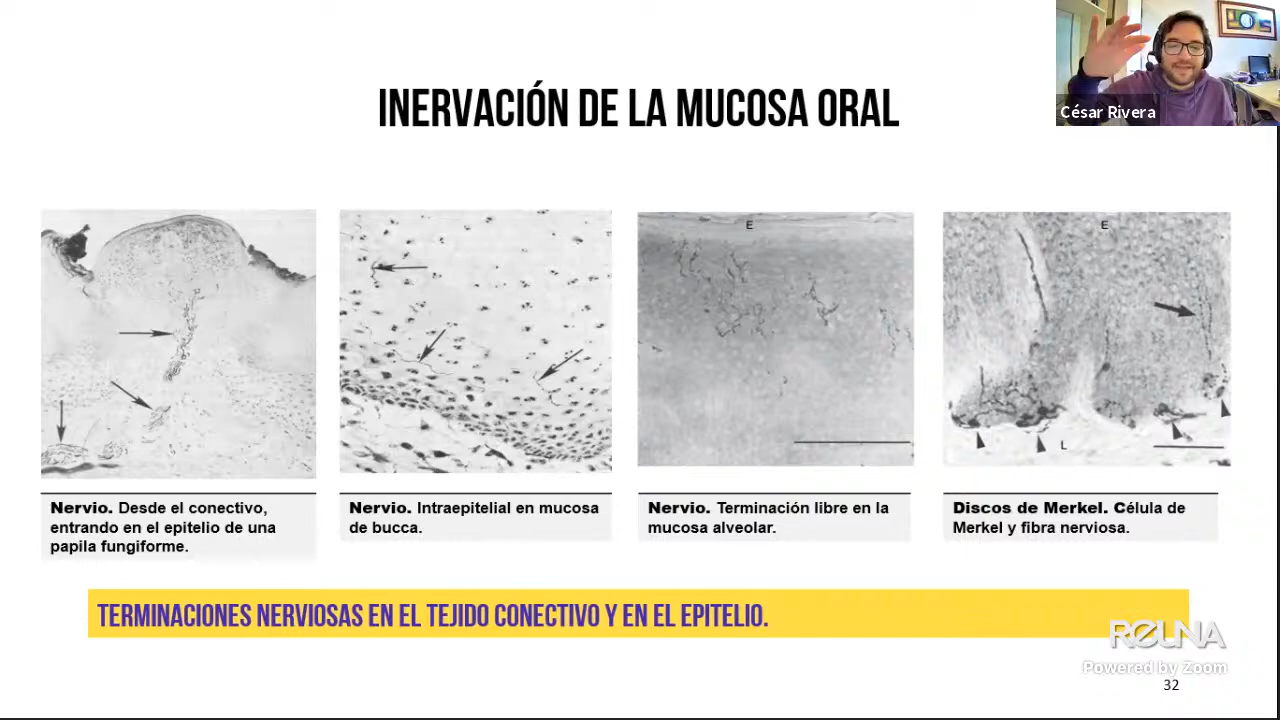 César Rivera
INERVACIÓN DE LA MUCOSA ORAL
E
E
L
Nervio. Desde el conectivo,
entrando en el epitelio de una
papila fungiforme.
Nervio. Intraepitelial en mucosa
de bucca.
Nervio. Terminación libre en la
mucosa alveolar.
Discos de Merkel. Célula de
Merkel y fibra nerviosa.
TERMINACIONES NERVIOSAS EN EL TEJIDO CONECTIVO Y EN EL EPITELIO.
REUNA
Powered by Zoom
32